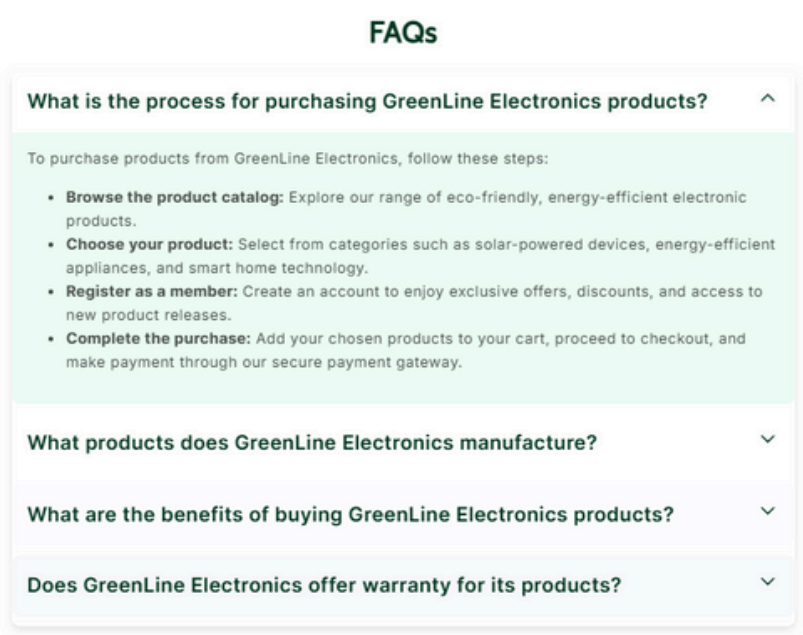 FAQs
What is the process for purchasing GreenLine Electronics products?
To purchase products from GreenLine Electronics, follow these steps:
• Browse the product catalog: Explore our range of eco-friendly, energy-efficient electronic
products.
• Choose your product: Select from categories such as solar-powered devices, energy-efficient
appliances, and smart home technology.
• Register as a member: Create an account to enjoy exclusive offers, discounts, and access to
new product releases.
• Complete the purchase: Add your chosen products to your cart, proceed to checkout, and
make payment through our secure payment gateway.
What products does GreenLine Electronics manufacture?
What are the benefits of buying GreenLine Electronics products?
Does GreenLine Electronics offer warranty for its products?